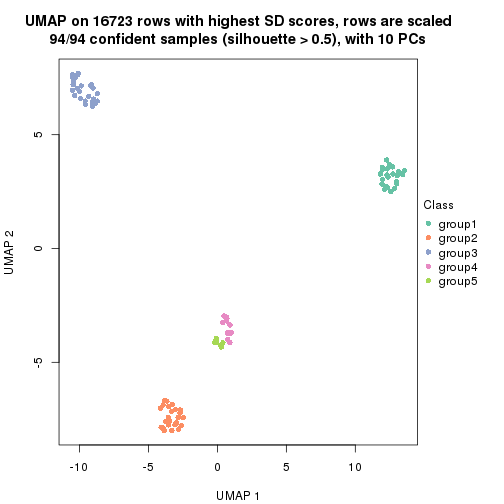 UMAP on 16723 rows with highest SD scores, rows are scaled
94/94 confident samples (silhouette > 0.5), with 10 PCs
5
0
-5
UMAP 2
-10
-5
0
5
10
UMAP 1
Class
group1
group2
group3
group4
group5